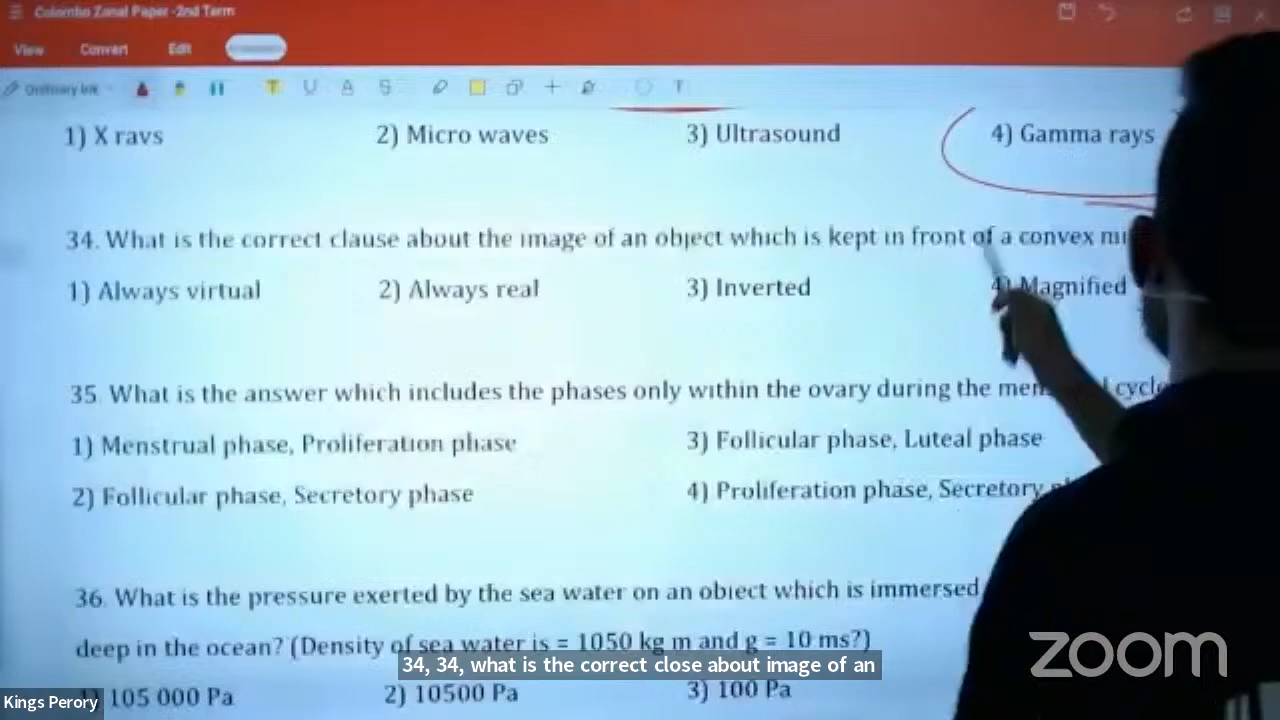 Colombo Zonal Paper -2nd Term
View Convert Edit
Ordinary Ink
1) X rays 2) Micro waves 3) Ultrasound 4) Gamma rays
34. What is the correct clause about the image of an object which is kept in front of a convex
1) Always virtual 2) Always real 3) Inverted 4) Magnified
35. What is the answer which includes the phases only within the ovary during the cycle
1) Menstrual phase, Proliferation phase 3) Follicular phase, Luteal phase
2) Follicular phase, Secretory phase 4) Proliferation phase, Secretory
36. What is the pressure exerted by the sea water on an object which is immersed
deep in the ocean? (Density of sea water is = 1050 kg m and g = 10 ms?)
34, 34, what is the correct close about image of an
1) 105 000 Pa 2) 10500 Pa 3) 100 Pa
zoom
Kings Perory